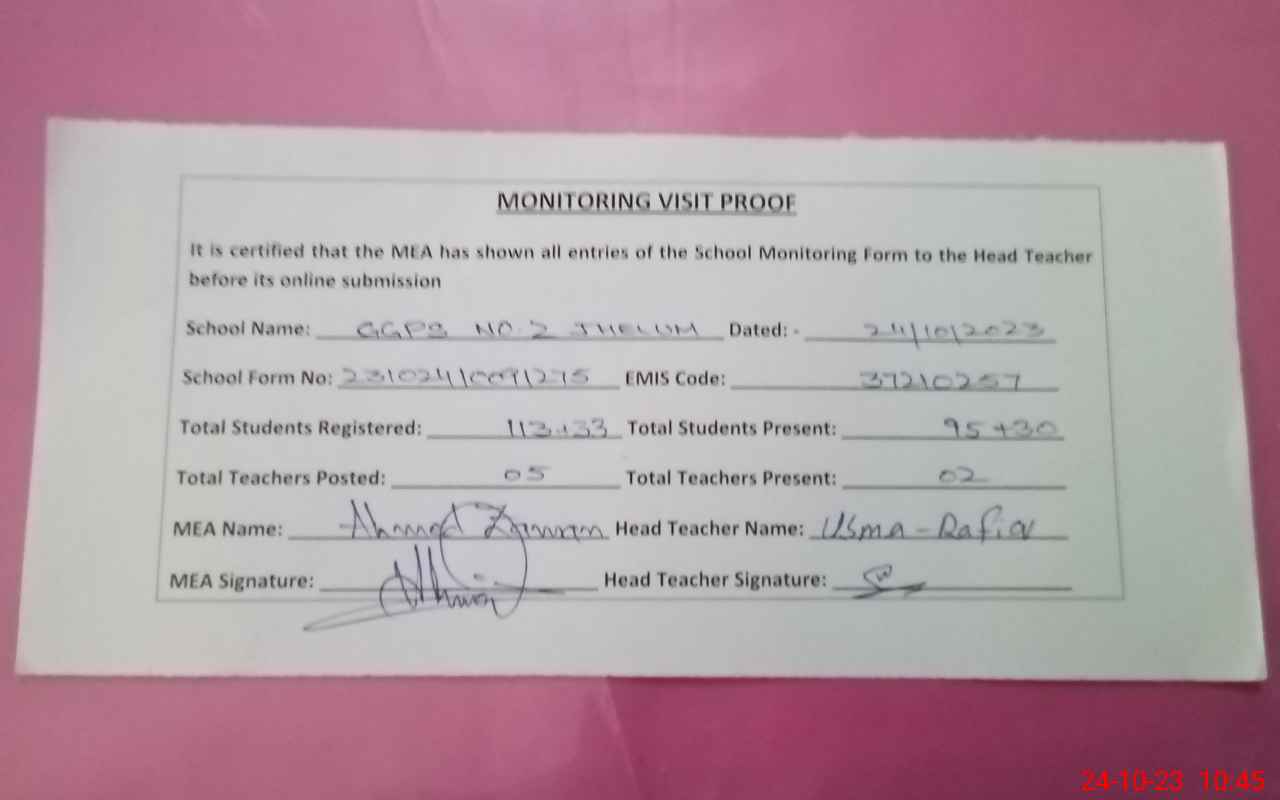 MONITORING VISIT PROOF
It is certified that the MEA has shown all entries of the School Monitoring Form to the Head Teacher
before its online submission
School Name: GGPS NO.2 JHELUM Dated: - 24/10/2023
School Form No: EMIS Code: 37210257
Total Students Registered: 113+33 Total Students Present: 95+30
Total Teachers Posted: 05 Total Teachers Present: 02
MEA Name: Ahmed Head Teacher Name: Usma-Rafia
MEA Signature: Head Teacher Signature:
24-10-23 10:45